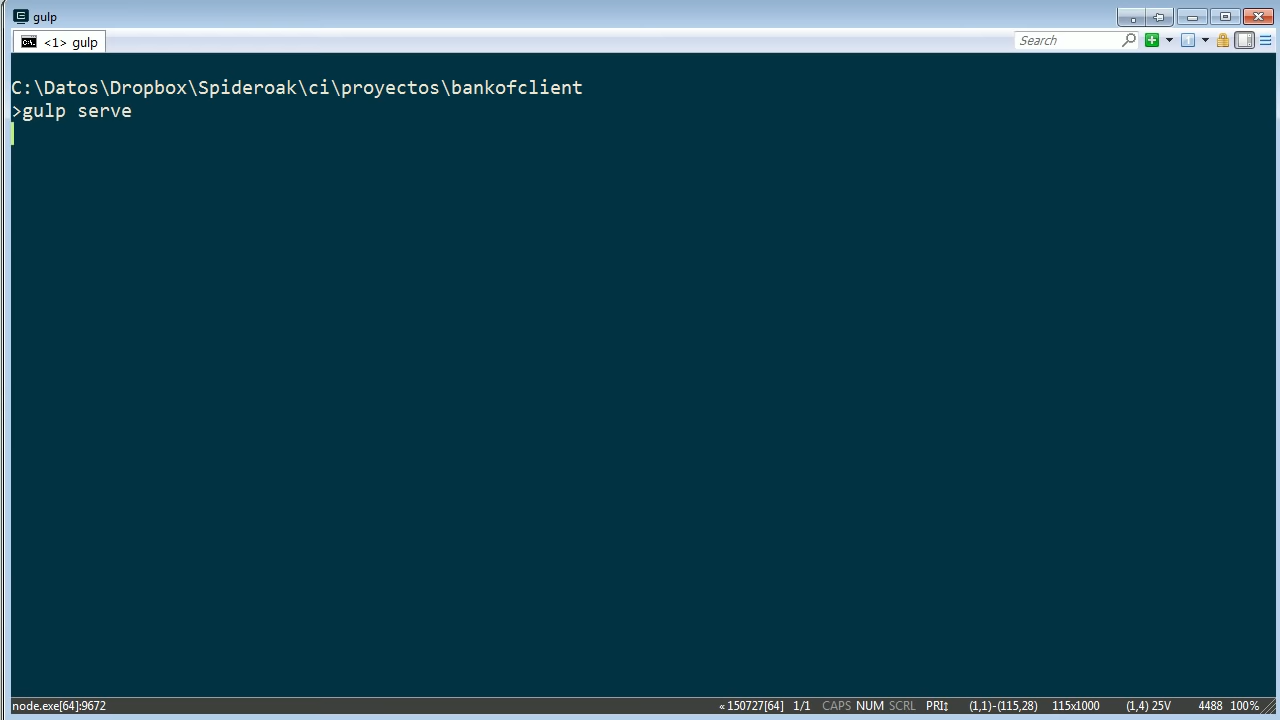 gulp
<1> gulp
Search
C:\Datos\Dropbox\Spideroak\ci\proyectos\bankofclient
>gulp serve
node.exe[64]:9672
« 150727[64] 1/1 CAPS NUM SCRL PRI↕ (1,1)-(115,28) 115x1000 (1,4) 25V 4488 100%